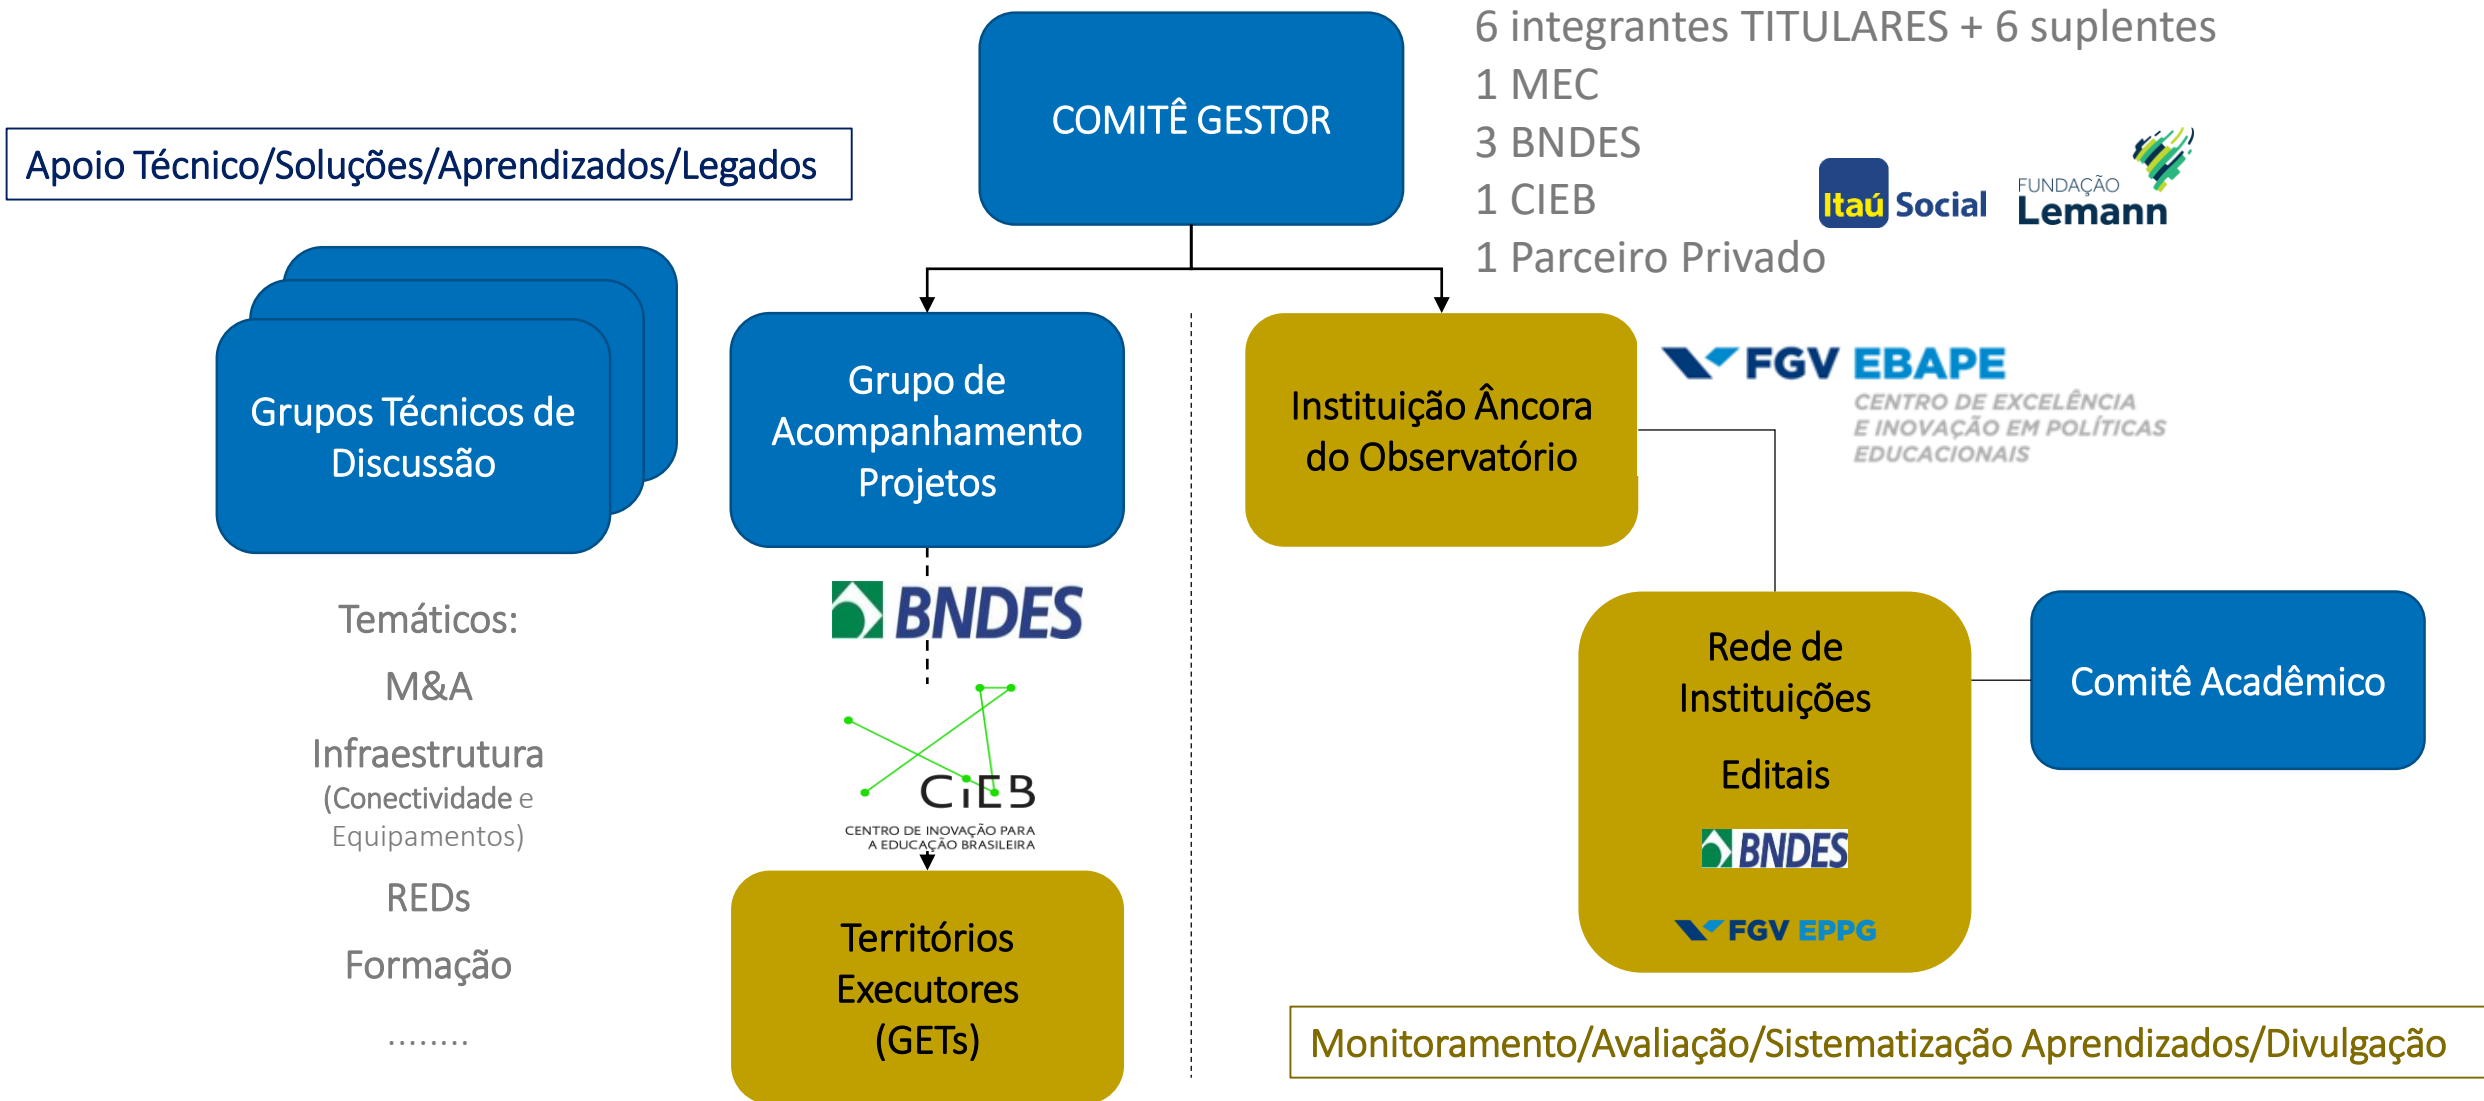 6 integrantes TITULARES + 6 suplentes
1 MEC
3 BNDES
1 CIEB
1 Parceiro Privado
Itaú Social
FUNDAÇÃO
Lemann
COMITÊ GESTOR
Apoio Técnico/Soluções/Aprendizados/Legados
Grupos Técnicos de
Discussão
Grupo de
Acompanhamento
Projetos
Instituição Âncora
do Observatório
FGV EBAPE
CENTRO DE EXCELÊNCIA
E INOVAÇÃO EM POLÍTICAS
EDUCACIONAIS
Temáticos:
M&A
Infraestrutura
(Conectividade e
Equipamentos)
REDs
Formação
........
BNDES
CiEB
CENTRO DE INOVAÇÃO PARA
A EDUCAÇÃO BRASILEIRA
Territórios
Executores
(GETs)
Rede de
Instituições
Editais
BNDES
FGV EPPG
Comitê Acadêmico
Monitoramento/Avaliação/Sistematização Aprendizados/Divulgação